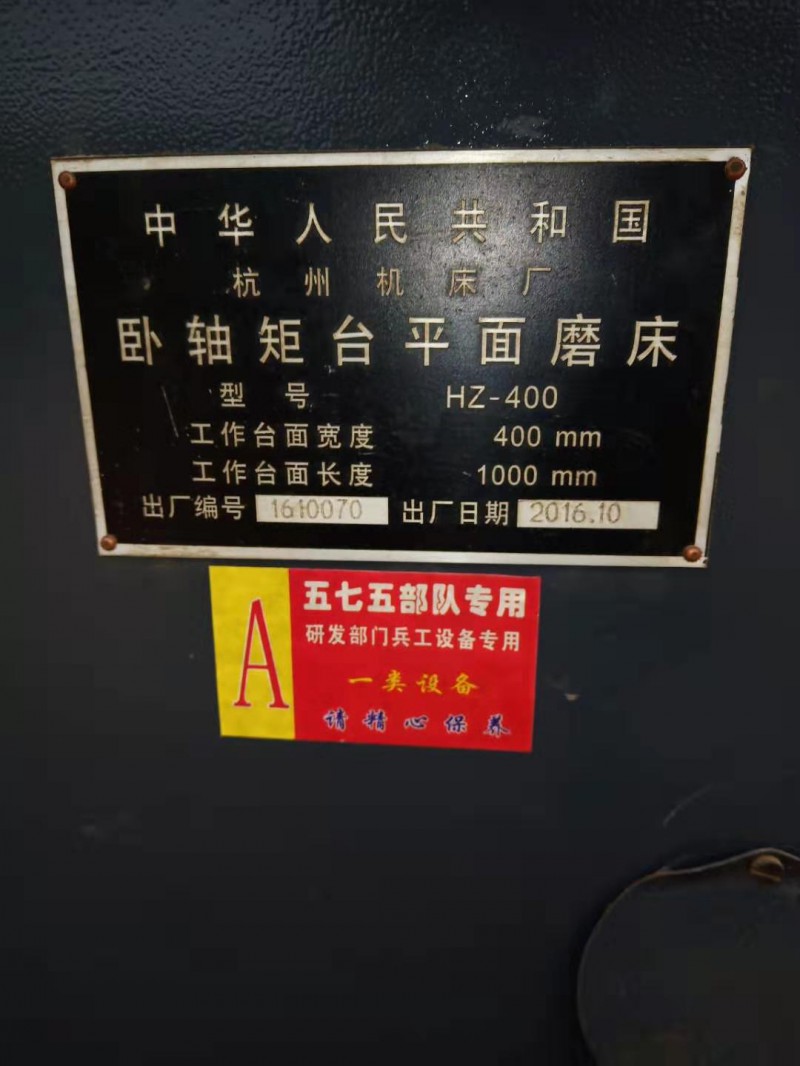 中华人民共和国
杭州机床厂
卧轴矩台平面磨床
型号 HZ-400
工作台面宽度 400 mm
工作台面长度 1000 mm
出厂编号 1610070 出厂日期 2016.10
A
五七五部队专用
研发部门兵工设备专用
一类设备
请精心保养